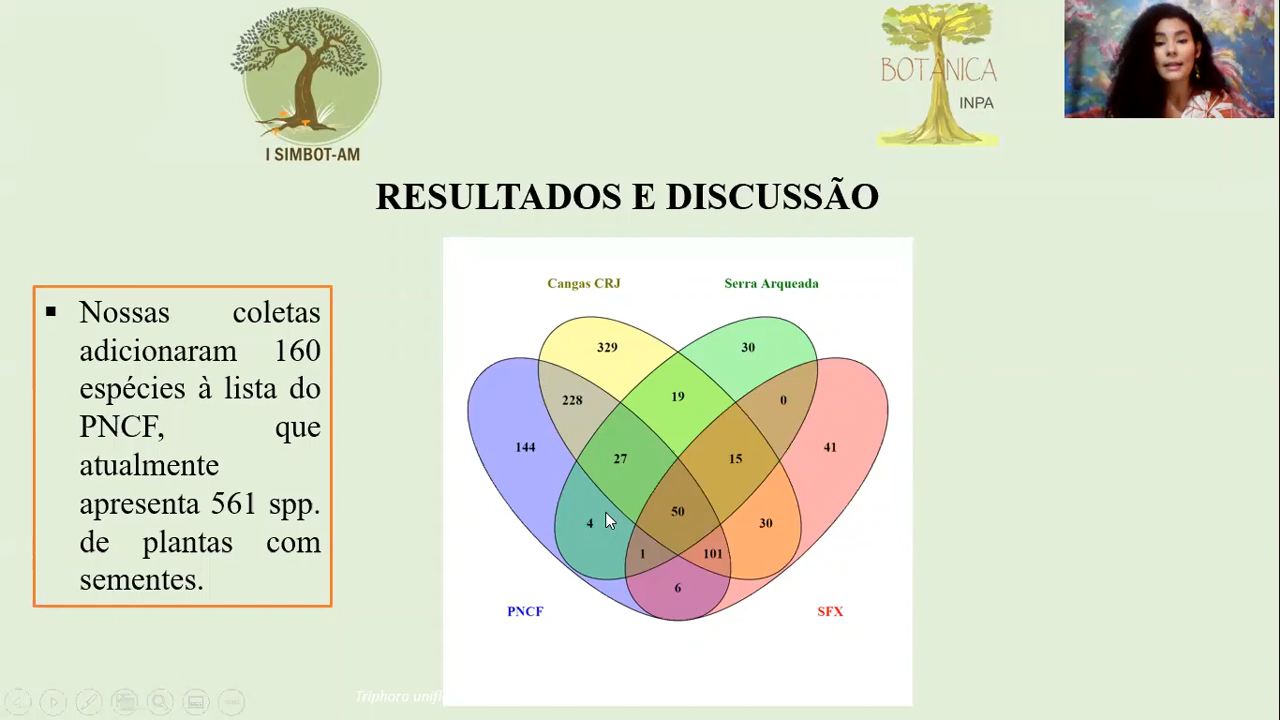 I SIMBOT-AM
BOTÂNICA
INPA
RESULTADOS E DISCUSSÃO
▪ Nossas coletas
adicionaram 160
espécies à lista do
PNCF, que
atualmente
apresenta 561 spp.
de plantas com
sementes.
Cangas CRJ
Serra Arqueada
329
30
228
19
0
144
27
15
41
4
50
30
1
101
6
PNCF
SFX